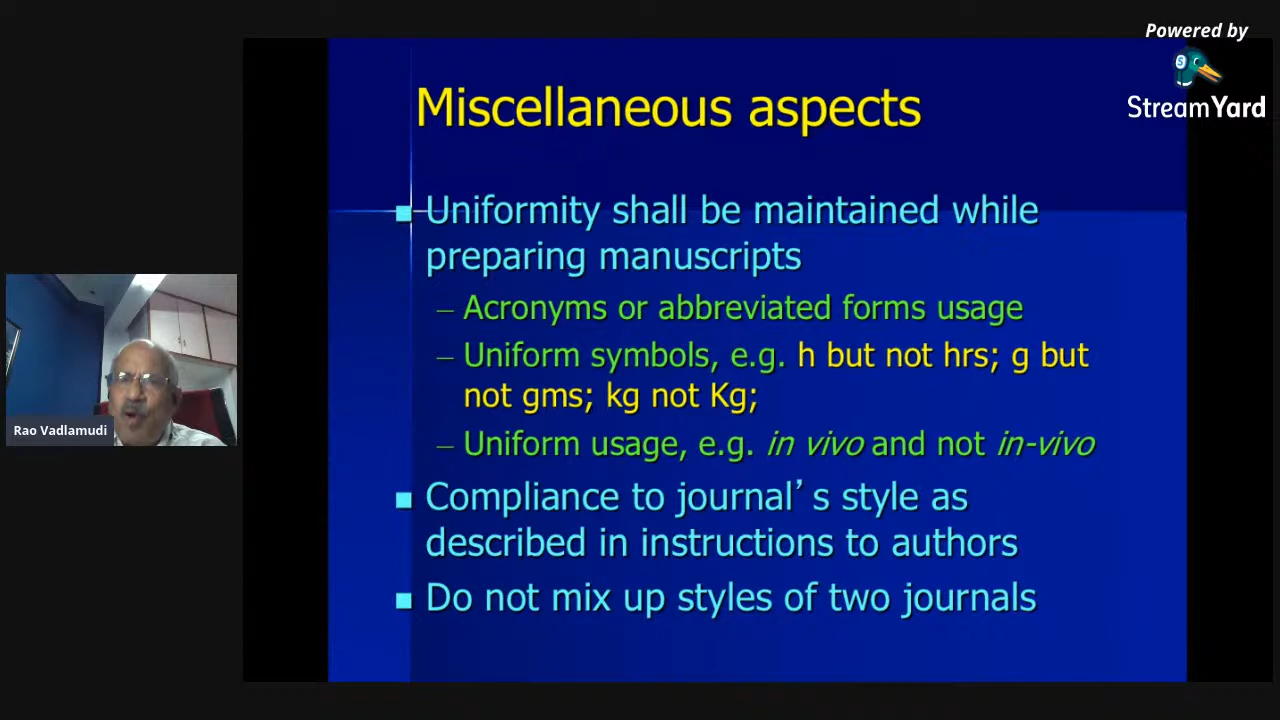 Powered by
StreamYard
Miscellaneous aspects
Uniformity shall be maintained while
preparing manuscripts
– Acronyms or abbreviated forms usage
– Uniform symbols, e.g. h but not hrs; g but
not gms; kg not Kg;
– Uniform usage, e.g. in vivo and not in-vivo
Compliance to journal’s style as
described in instructions to authors
Do not mix up styles of two journals
Rao Vadlamudi